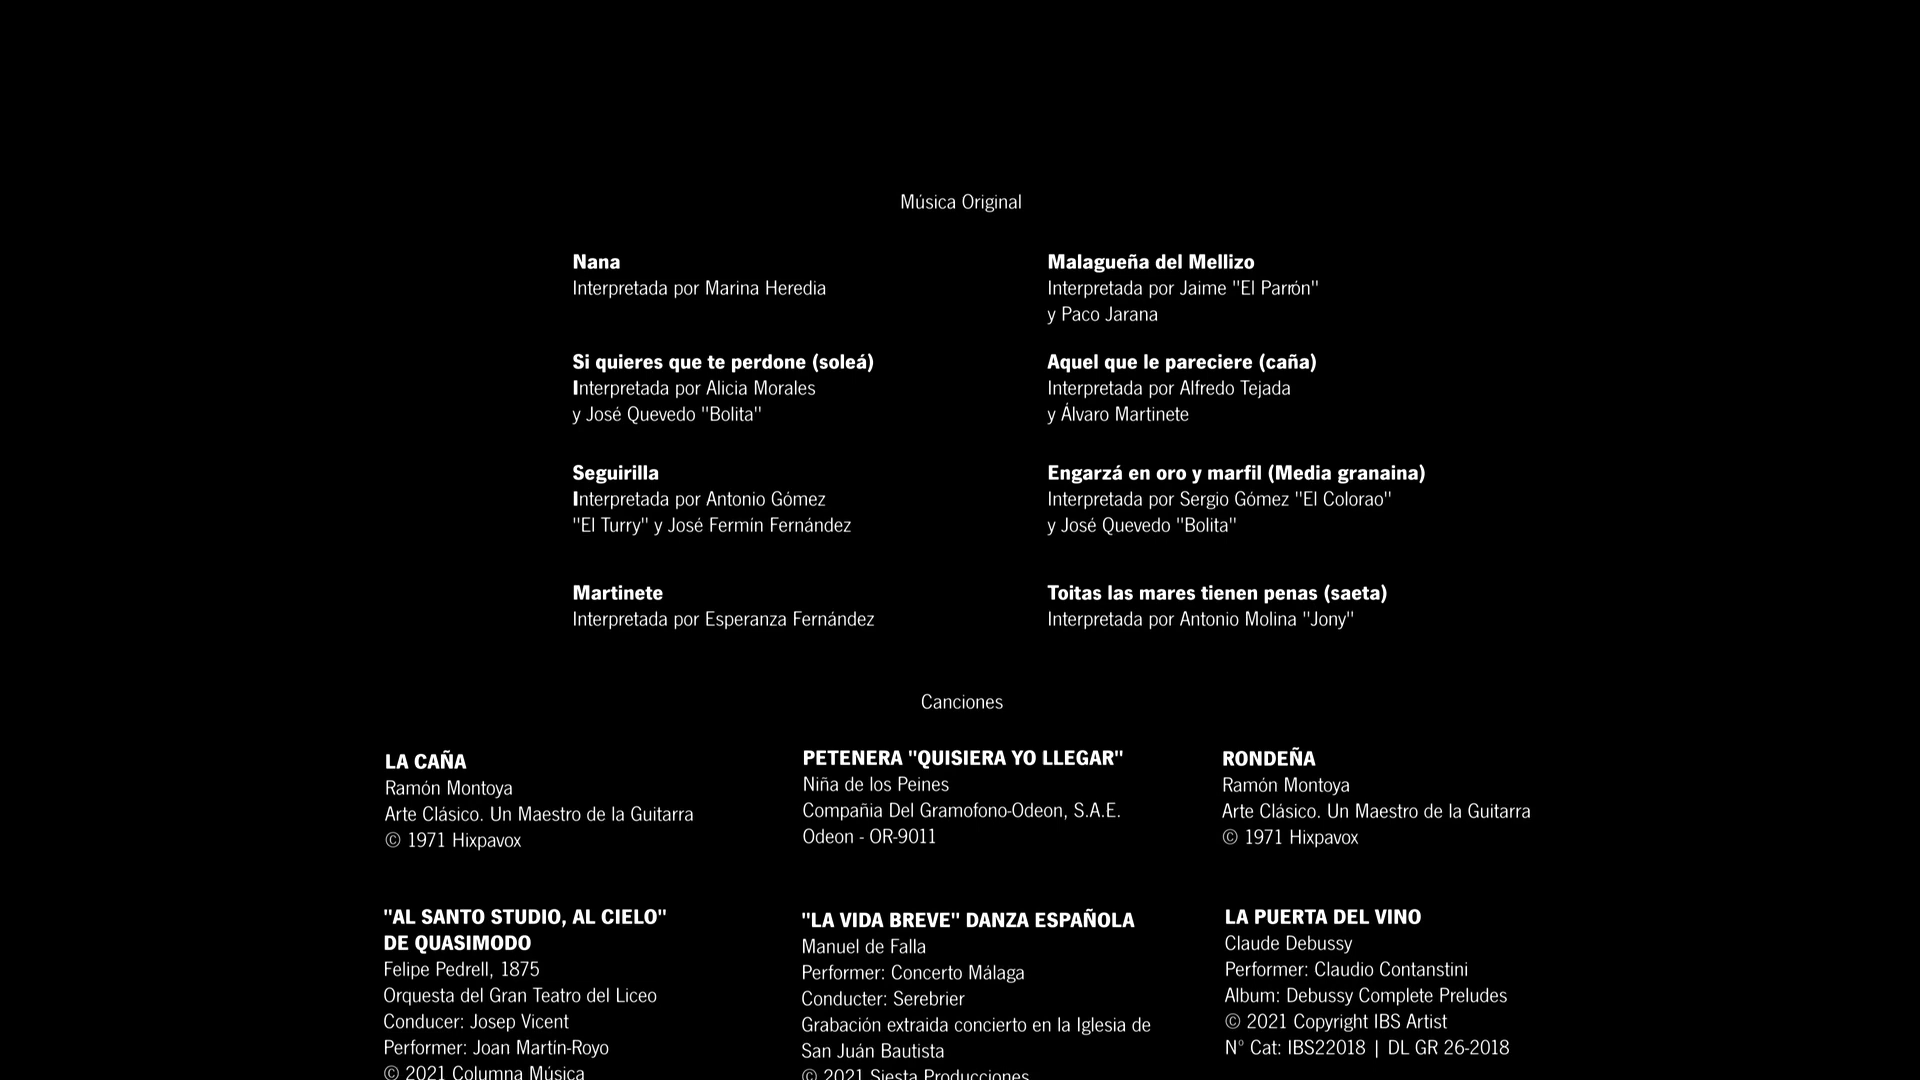 Música Original
Nana
Interpretada por Marina Heredia
Malagueña del Mellizo
Interpretada por Jaime "El Parrón"
y Paco Jarana
Si quieres que te perdone (soleá)
Interpretada por Alicia Morales
y José Quevedo "Bolita"
Aquel que le pareciere (caña)
Interpretada por Alfredo Tejada
y Álvaro Martinete
Seguirilla
Interpretada por Antonio Gómez
"El Turry" y José Fermín Fernández
Engarzá en oro y marfil (Media granaina)
Interpretada por Sergio Gómez "El Colorao"
y José Quevedo "Bolita"
Martinete
Interpretada por Esperanza Fernández
Toitas las mares tienen penas (saeta)
Interpretada por Antonio Molina "Jony"
Canciones
LA CAÑA
Ramón Montoya
Arte Clásico. Un Maestro de la Guitarra
© 1971 Hixpavox
PETENERA "QUISIERA YO LLEGAR"
Niña de los Peines
Compañia Del Gramofono-Odeon, S.A.E.
Odeon - OR-9011
RONDEÑA
Ramón Montoya
Arte Clásico. Un Maestro de la Guitarra
© 1971 Hixpavox
"AL SANTO STUDIO, AL CIELO"
DE QUASIMODO
Felipe Pedrell, 1875
Orquesta del Gran Teatro del Liceo
Conducer: Josep Vicent
Performer: Joan Martín-Royo
© 2021 Columna Música
"LA VIDA BREVE" DANZA ESPAÑOLA
Manuel de Falla
Performer: Concerto Málaga
Conducter: Serebrier
Grabación extraida concierto en la Iglesia de
San Juán Bautista
© 2021 Siesta Producciones
LA PUERTA DEL VINO
Claude Debussy
Performer: Claudio Contanstini
Album: Debussy Complete Preludes
© 2021 Copyright IBS Artist
N° Cat: IBS22018 | DL GR 26-2018